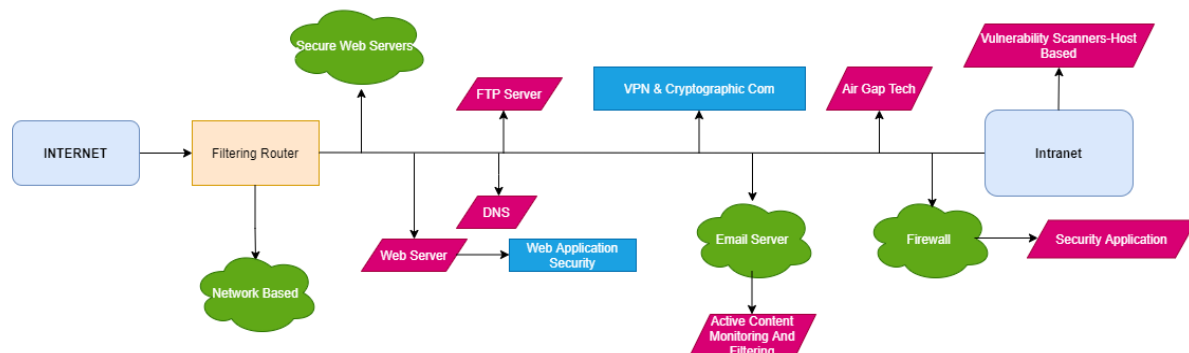 Vulnerability Scanners-Host
Based
Secure Web Servers
FTP Server
VPN & Cryptographic Com
Air Gap Tech
INTERNET
Filtering Router
Intranet
DNS
Web Server
Web Application
Security
Email Server
Firewall
Security Application
Network Based
Active Content
Monitoring And
Filtering